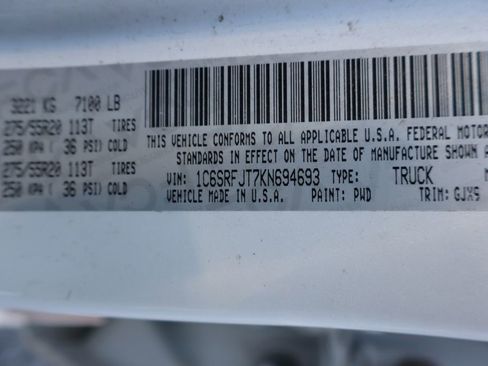 3221 KG 7100 LB
275/55R20 113T TIRES
250 KPA ( 36 PSI) COLD
275/55R20 113T TIRES
250 KPA ( 36 PSI) COLD
THIS VEHICLE CONFORMS TO ALL APPLICABLE U.S.A. FEDERAL MOTOR
STANDARDS IN EFFECT ON THE DATE OF MANUFACTURE SHOWN A
VIN: 1C6SRFJT7KN694693 TYPE: TRUCK
VEHICLE MADE IN U.S.A. PAINT: PWD TRIM: GJX9